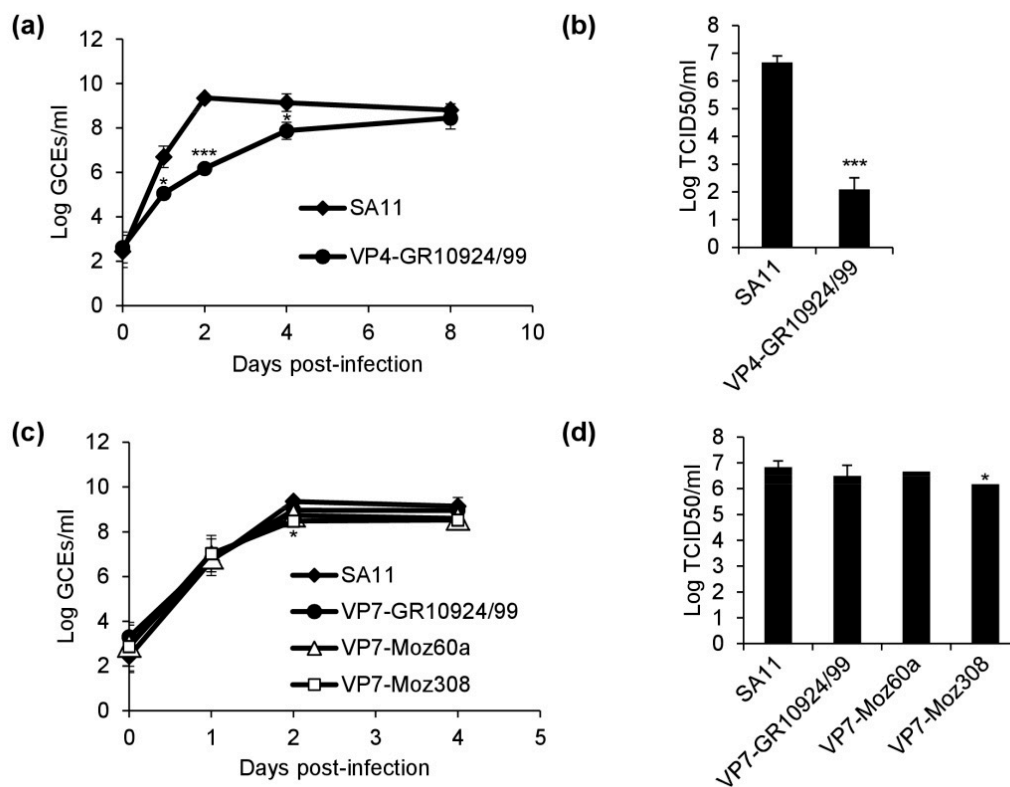 (a)
12
10
8
6
4
2
0
Log GCEs/ml
*
***
*
SA11
VP4-GR10924/99
0 2 4 6 8 10
Days post-infection
(b)
8
7
6
5
4
3
2
1
0
Log TCID50/ml
***
SA11
VP4-GR10924/99
(c)
12
10
8
6
4
2
0
Log GCEs/ml
*
SA11
VP7-GR10924/99
VP7-Moz60a
VP7-Moz308
0 1 2 3 4 5
Days post-infection
(d)
8
7
6
5
4
3
2
1
0
Log TCID50/ml
*
SA11
VP7-GR10924/99
VP7-Moz60a
VP7-Moz308